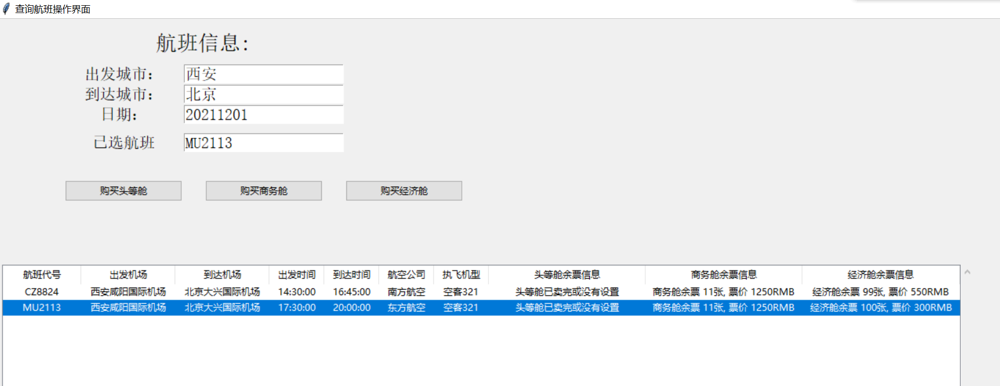 查询航班操作界面
航班信息:
出发城市: 西安
到达城市: 北京
日期: 20211201
已选航班 MU2113
购买头等舱 购买商务舱 购买经济舱
航班代号 出发机场 到达机场 出发时间 到达时间 航空公司 执飞机型 头等舱余票信息 商务舱余票信息 经济舱余票信息
CZ8824 西安咸阳国际机场 北京大兴国际机场 14:30:00 16:45:00 南方航空 空客321 头等舱已卖完或没有设置 商务舱余票 11张, 票价 1250RMB 经济舱余票 99张, 票价 550RMB
MU2113 西安咸阳国际机场 北京大兴国际机场 17:30:00 20:00:00 东方航空 空客321 头等舱已卖完或没有设置 商务舱余票 11张, 票价 1250RMB 经济舱余票 100张, 票价 300RMB